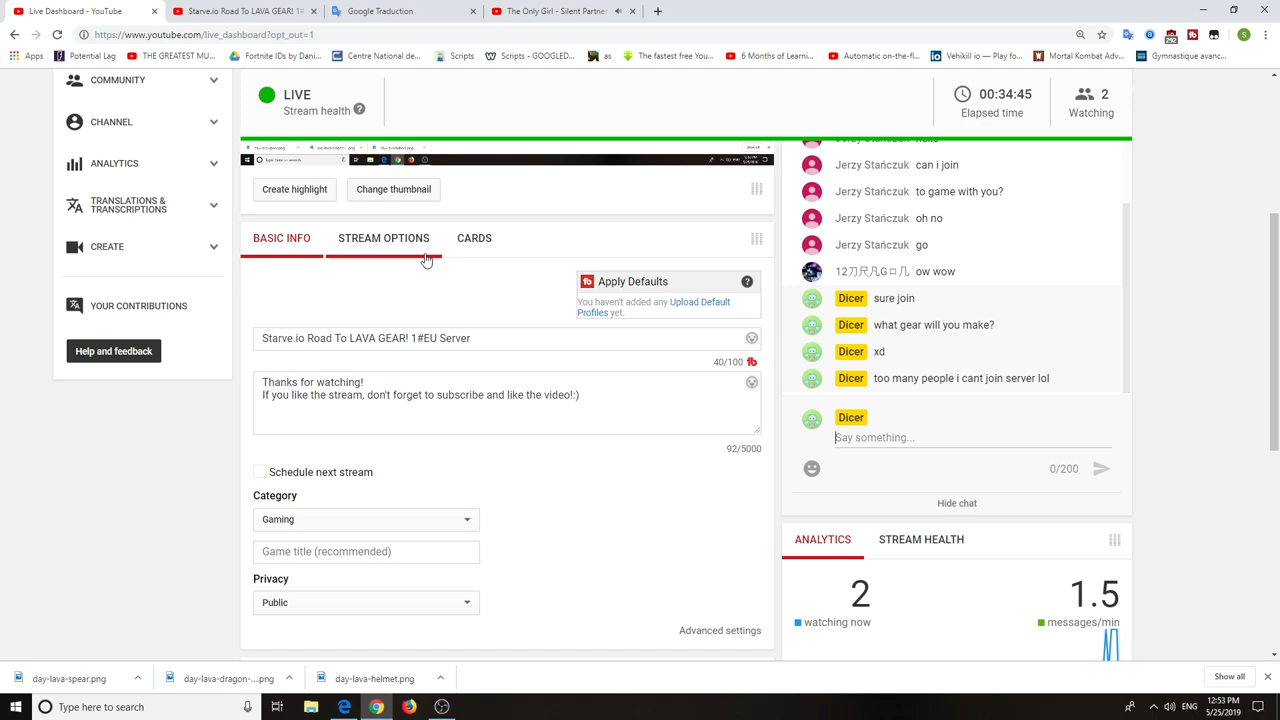 Live Dashboard - YouTube
Starve.io Road To LAVA GEAR! 1#
Google Traduction
The Only Girl - Silent Partner
https://www.youtube.com/live_dashboard?opt_out=1
Apps
Potential Lag
THE GREATEST MU...
Fortnite IDs by Dani...
Centre National de...
Scripts
Scripts - GOOGLED...
as
The fastest free You...
6 Months of Learni...
Automatic on-the-fl...
Vehikill io — Play fo...
Mortal Kombat Adv...
Gymnastique avanc...
COMMUNITY
CHANNEL
ANALYTICS
TRANSLATIONS &
TRANSCRIPTIONS
CREATE
YOUR CONTRIBUTIONS
Help and feedback
LIVE
Stream health
00:34:45
Elapsed time
2
Watching
Create highlight
Change thumbnail
BASIC INFO
STREAM OPTIONS
CARDS
Apply Defaults
You haven't added any Upload Default
Profiles yet.
Starve.io Road To LAVA GEAR! 1#EU Server
40/100
Thanks for watching!
If you like the stream, don't forget to subscribe and like the video!:)
92/5000
Schedule next stream
Category
Gaming
Game title (recommended)
Privacy
Public
Advanced settings
Jerzy Stańczuk can i join
Jerzy Stańczuk to game with you?
Jerzy Stańczuk oh no
Jerzy Stańczuk go
12刀尺凡Gロ几 ow wow
Dicer sure join
Dicer what gear will you make?
Dicer xd
Dicer too many people i cant join server lol
Dicer
Say something...
0/200
Hide chat
ANALYTICS
STREAM HEALTH
2
watching now
1.5
messages/min
day-lava-spear.png
day-lava-dragon-....png
day-lava-helmet.png
Show all
Type here to search
ENG
12:53 PM
5/25/2019